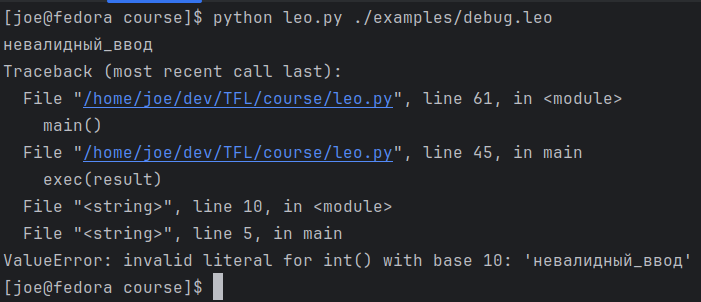 [joe@fedora course]$ python leo.py ./examples/debug.leo
невалидный_ввод
Traceback (most recent call last):
  File "/home/joe/dev/TFL/course/leo.py", line 61, in <module>
    main()
  File "/home/joe/dev/TFL/course/leo.py", line 45, in main
    exec(result)
  File "<string>", line 10, in <module>
  File "<string>", line 5, in main
ValueError: invalid literal for int() with base 10: 'невалидный_ввод'
[joe@fedora course]$